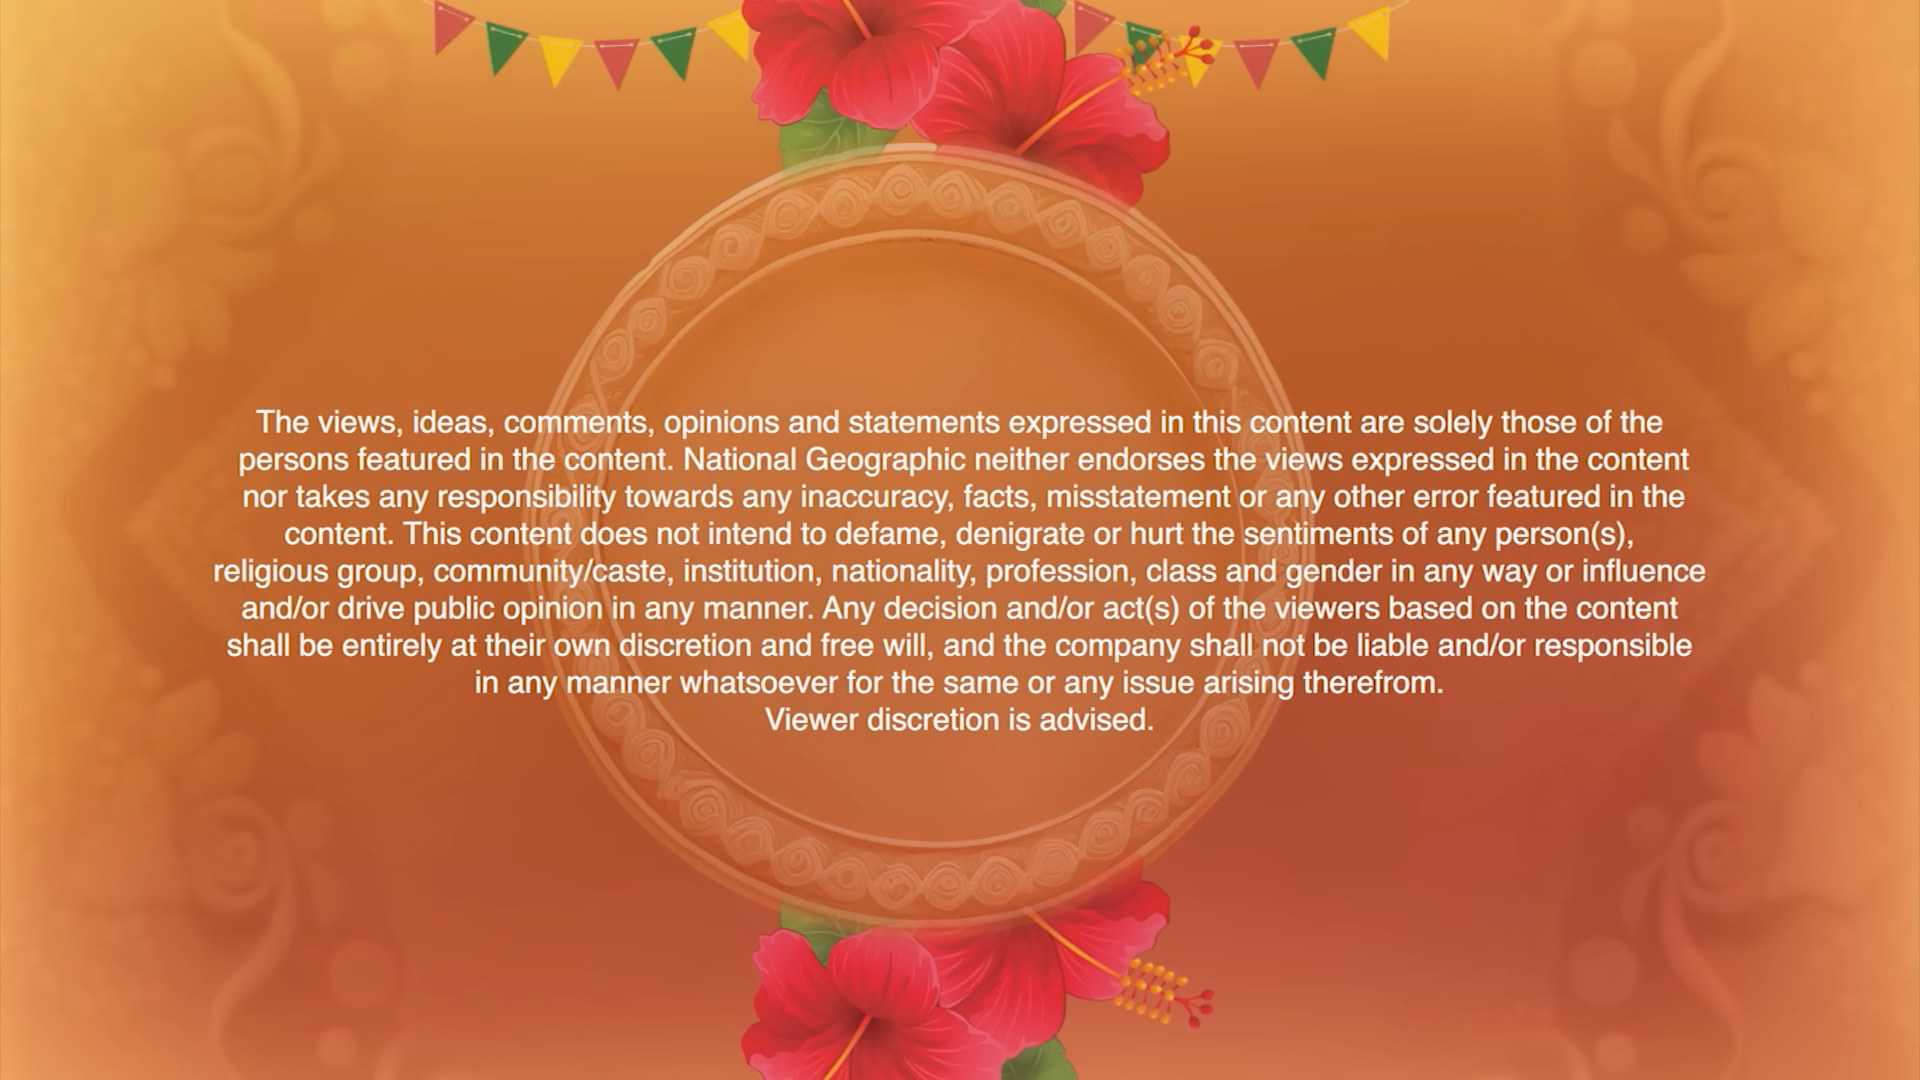 The views, ideas, comments, opinions and statements expressed in this content are solely those of the
persons featured in the content. National Geographic neither endorses the views expressed in the content
nor takes any responsibility towards any inaccuracy, facts, misstatement or any other error featured in the
content. This content does not intend to defame, denigrate or hurt the sentiments of any person(s),
religious group, community/caste, institution, nationality, profession, class and gender in any way or influence
and/or drive public opinion in any manner. Any decision and/or act(s) of the viewers based on the content
shall be entirely at their own discretion and free will, and the company shall not be liable and/or responsible
in any manner whatsoever for the same or any issue arising therefrom.
Viewer discretion is advised.